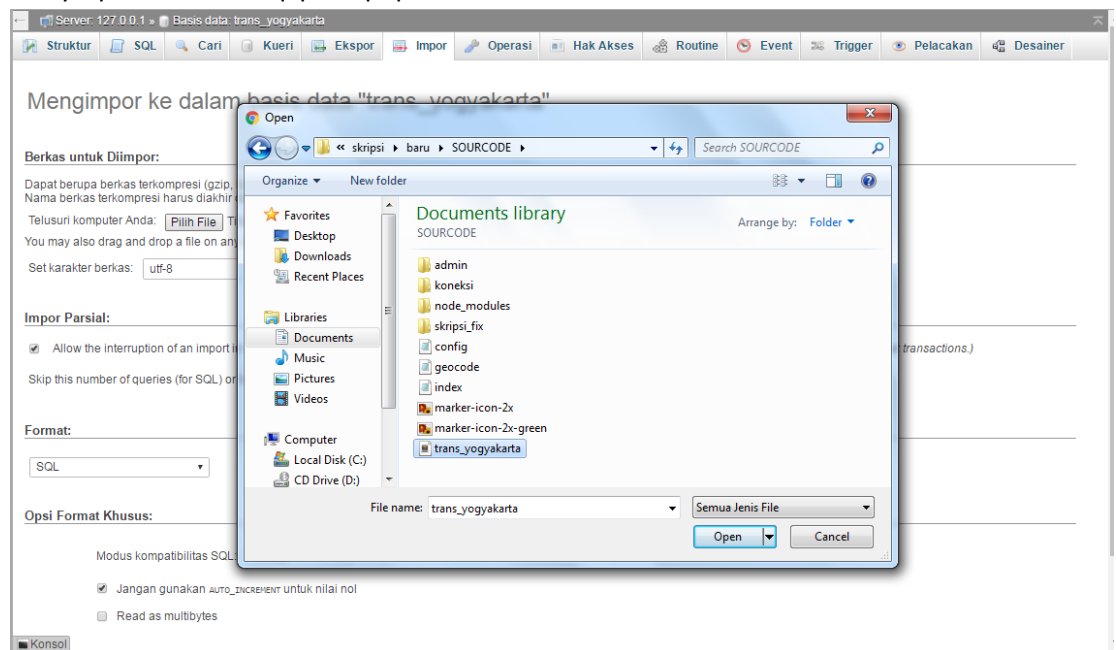 Server: 127.0.0.1 » Basis data: trans_yogyakarta
Struktur SQL Cari Kueri Ekspor Impor Operasi Hak Akses Routine Event Trigger Pelacakan Desainer
Mengimpor ke dalam basis data "trans_yogyakarta"
Open
« skripsi baru SOURCODE
Search SOURCODE
Organize New folder
Favorites
Desktop
Downloads
Recent Places
Libraries
Documents
Music
Pictures
Videos
Computer
Local Disk (C:)
CD Drive (D:)
Documents library
SOURCODE
Arrange by: Folder
admin
koneksi
node_modules
skripsi_fix
config
geocode
index
marker-icon-2x
marker-icon-2x-green
trans_yogyakarta
File name: trans_yogyakarta
Semua Jenis File
Open Cancel
Berkas untuk Diimpor:
Dapat berupa berkas terkompresi (gzip,
Nama berkas terkompresi harus diakhir
Telusuri komputer Anda: Pilih File
You may also drag and drop a file on any
Set karakter berkas: utf-8
Impor Parsial:
Allow the interruption of an import
transactions.)
Skip this number of queries (for SQL) or
Format:
SQL
Opsi Format Khusus:
Modus kompatibilitas SQL:
Jangan gunakan AUTO_INCREMENT untuk nilai nol
Read as multibytes
Konsol